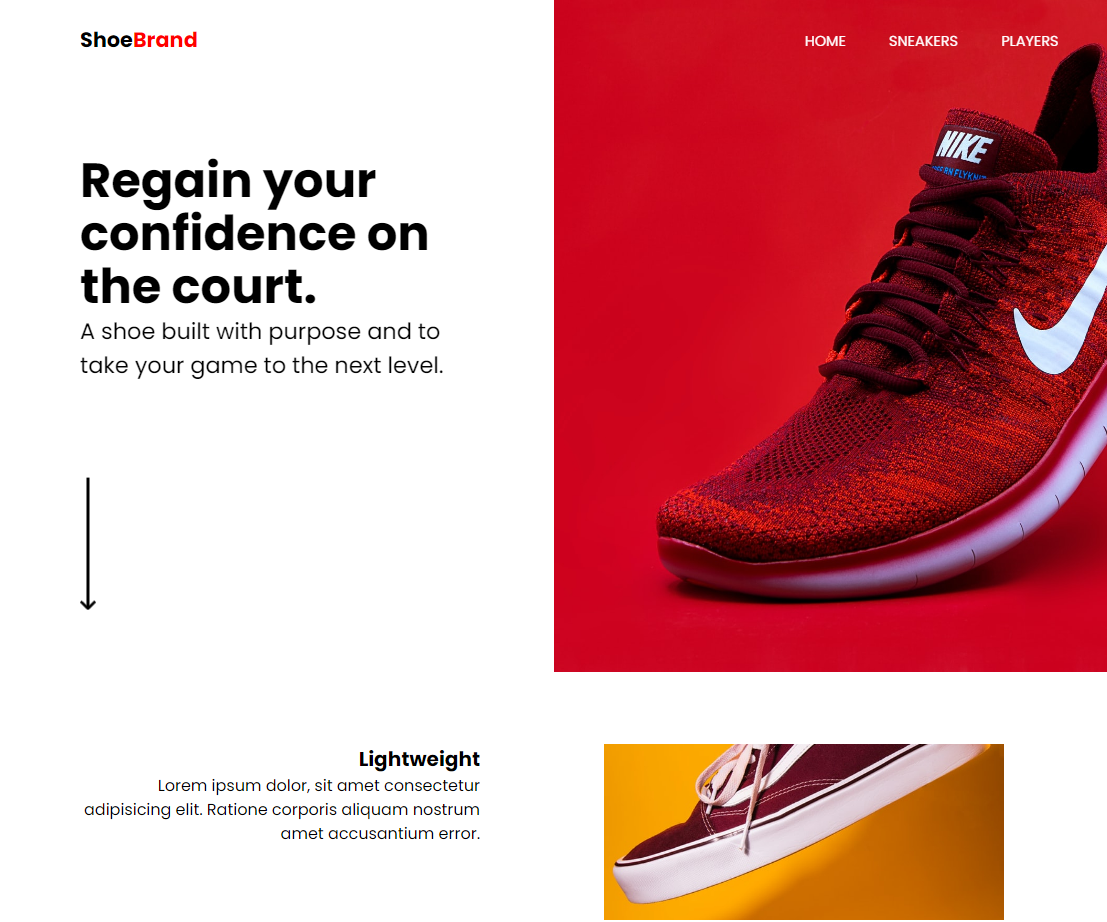 ShoeBrand
HOME SNEAKERS PLAYERS
Regain your
confidence on
the court.
A shoe built with purpose and to
take your game to the next level.
NIKE
Lightweight
Lorem ipsum dolor, sit amet consectetur
adipisicing elit. Ratione corporis aliquam nostrum
amet accusantium error.